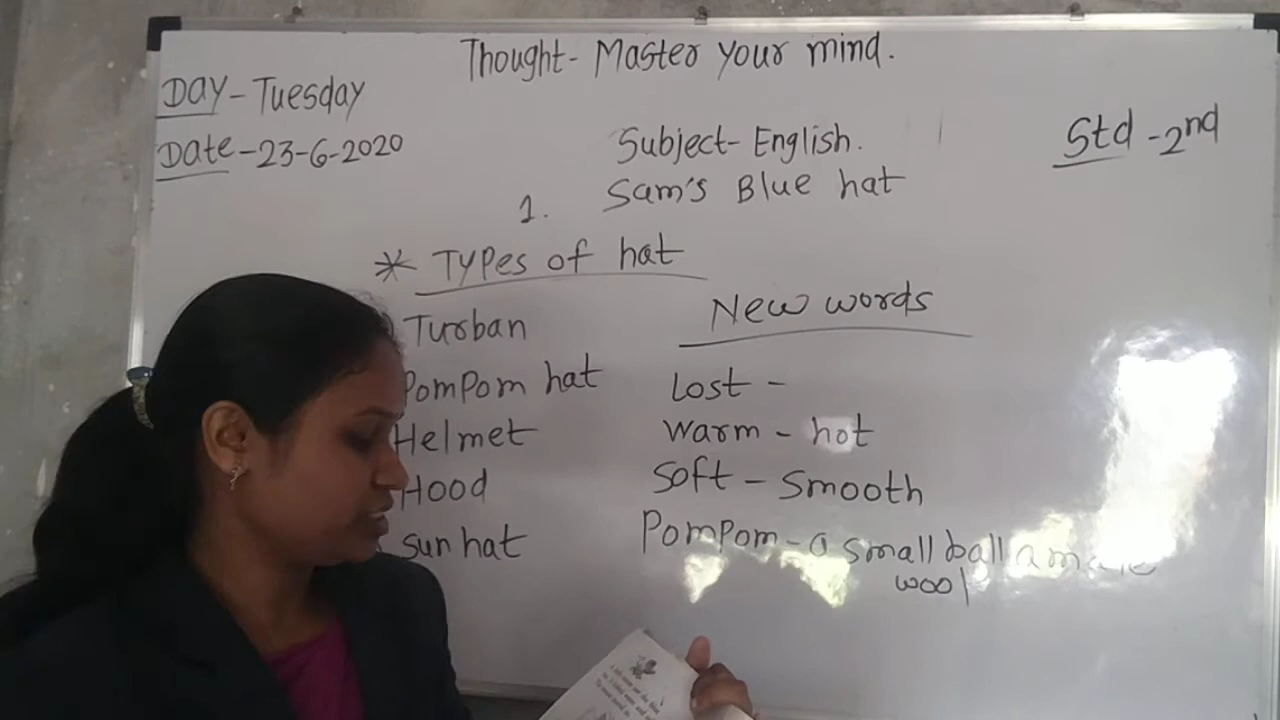 Thought- Master your mind.
DAY - Tuesday
Date - 23-6-2020
Subject- English.
Std - 2nd
1. Sam's Blue hat
* Types of hat
Turban
PomPom hat
Helmet
Hood
Sun hat
New words
Lost -
Warm - hot
Soft - Smooth
PomPom - a small ball a
wool